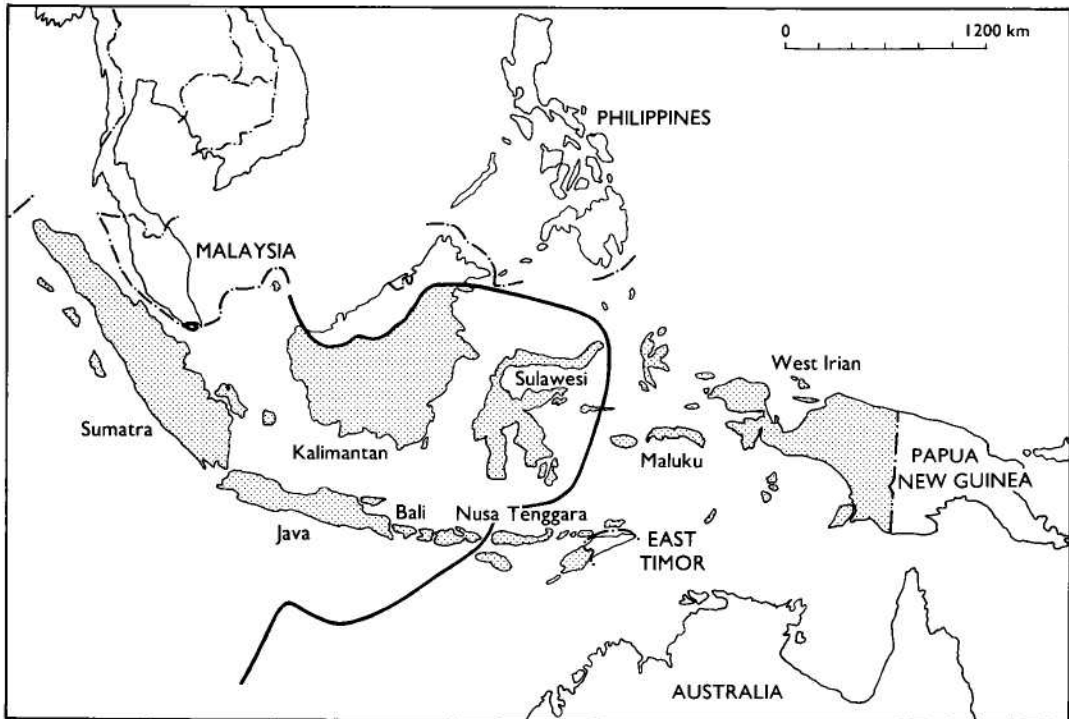 0 1200 km
PHILIPPINES
MALAYSIA
West Irian
Sulawesi
Sumatra
Kalimantan
Maluku
PAPUA
NEW GUINEA
Bali
Nusa Tenggara
Java
EAST
TIMOR
AUSTRALIA